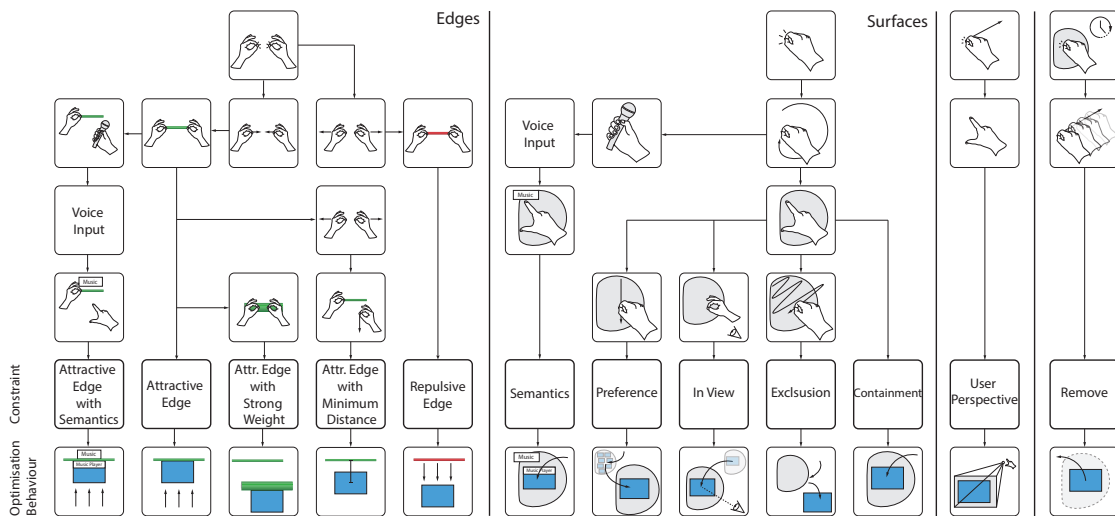 Edges
Surfaces
Voice
Input
Music
Voice
Input
Music
Constraint
Attractive
Edge
with
Semantics
Attractive
Edge
Attr. Edge
with
Strong
Weight
Attr. Edge
with
Minimum
Distance
Repulsive
Edge
Semantics
Preference
In View
Exclsusion
Containment
User
Perspective
Remove
Optimisation
Behaviour
Music
Music Player
Music
Music Player